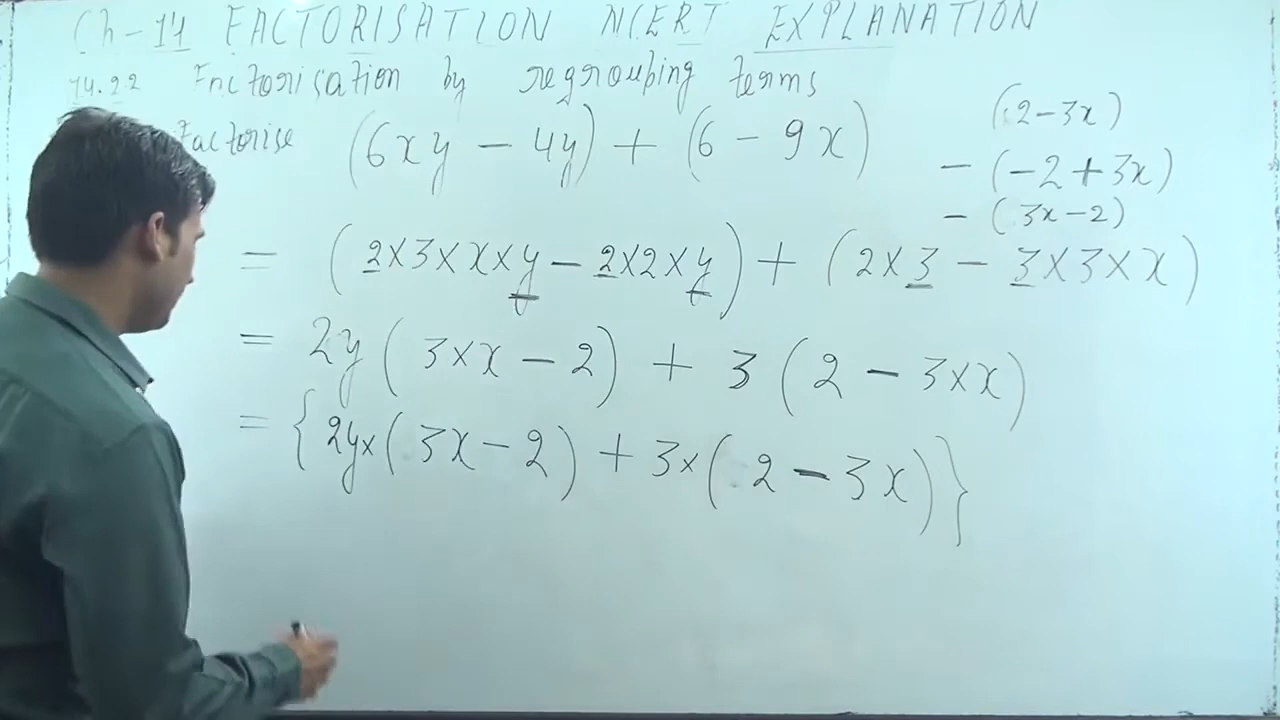 Ch-14 FACTORISATION NCERT EXPLANATION
14.2.2 Factorisation by regrouping terms
Factorise (6xy - 4y) + (6 - 9x)
(2-3x)
- (-2+3x)
- (3x-2)
= (2×3×x×y - 2×2×y) + (2×3 - 3×3×x)
= 2y(3×x-2) + 3(2-3×x)
= {2y×(3x-2) + 3×(2-3x)}